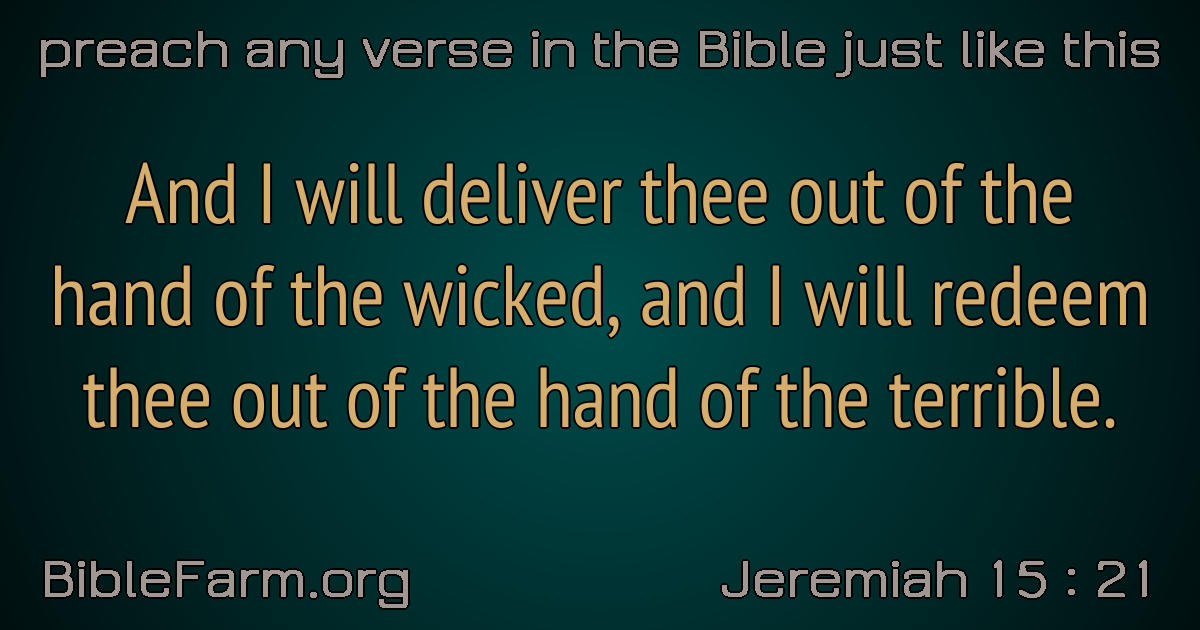 preach any verse in the Bible just like this
And I will deliver thee out of the
hand of the wicked, and I will redeem
thee out of the hand of the terrible.
BibleFarm.org
Jeremiah 15 : 21